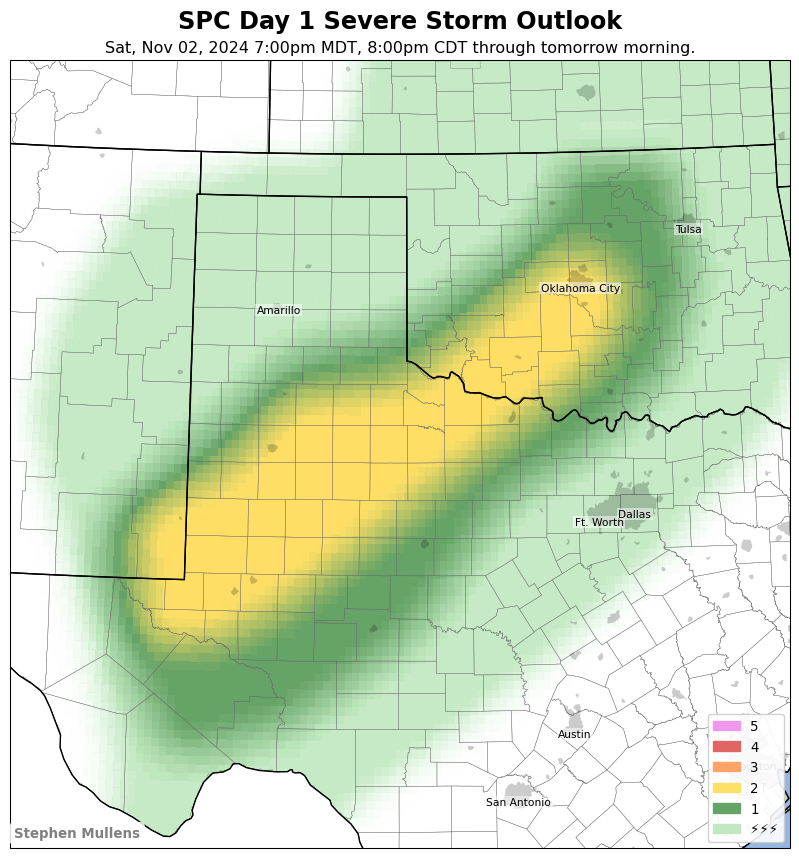 SPC Day 1 Severe Storm Outlook
Sat, Nov 02, 2024 7:00pm MDT, 8:00pm CDT through tomorrow morning.
Tulsa
Oklahoma City
Amarillo
Dallas
Ft. Worth
Austin
San Antonio
5
4
3
2
1
⚡⚡⚡
Stephen Mullens